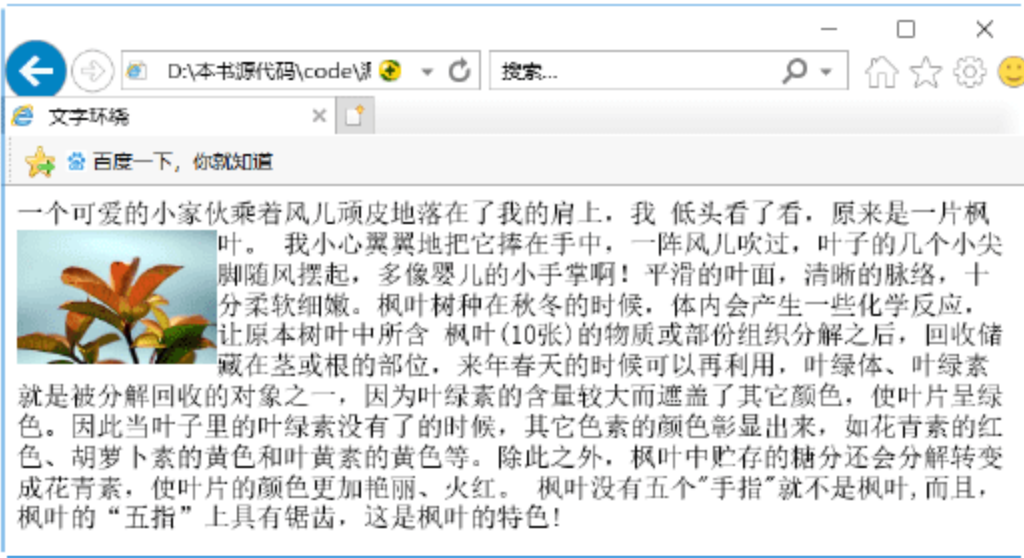 D:\本书源代码\code\
搜索...
文字环绕
百度一下，你就知道
一个可爱的小家伙乘着风儿顽皮地落在了我的肩上，我 低头看了看，原来是一片枫
叶。 我小心翼翼地把它捧在手中，一阵风儿吹过，叶子的几个小尖
脚随风摆起，多像婴儿的小手掌啊！平滑的叶面，清晰的脉络，十
分柔软细嫩。枫叶树种在秋冬的时候，体内会产生一些化学反应，
让原本树叶中所含 枫叶(10张)的物质或部份组织分解之后，回收储
藏在茎或根的部位，来年春天的时候可以再利用，叶绿体、叶绿素
就是被分解回收的对象之一，因为叶绿素的含量较大而遮盖了其它颜色，使叶片呈绿
色。因此当叶子里的叶绿素没有了的时候，其它色素的颜色彰显出来，如花青素的红
色、胡萝卜素的黄色和叶黄素的黄色等。除此之外，枫叶中贮存的糖分还会分解转变
成花青素，使叶片的颜色更加艳丽、火红。 枫叶没有五个"手指"就不是枫叶,而且，
枫叶的“五指”上具有锯齿，这是枫叶的特色！